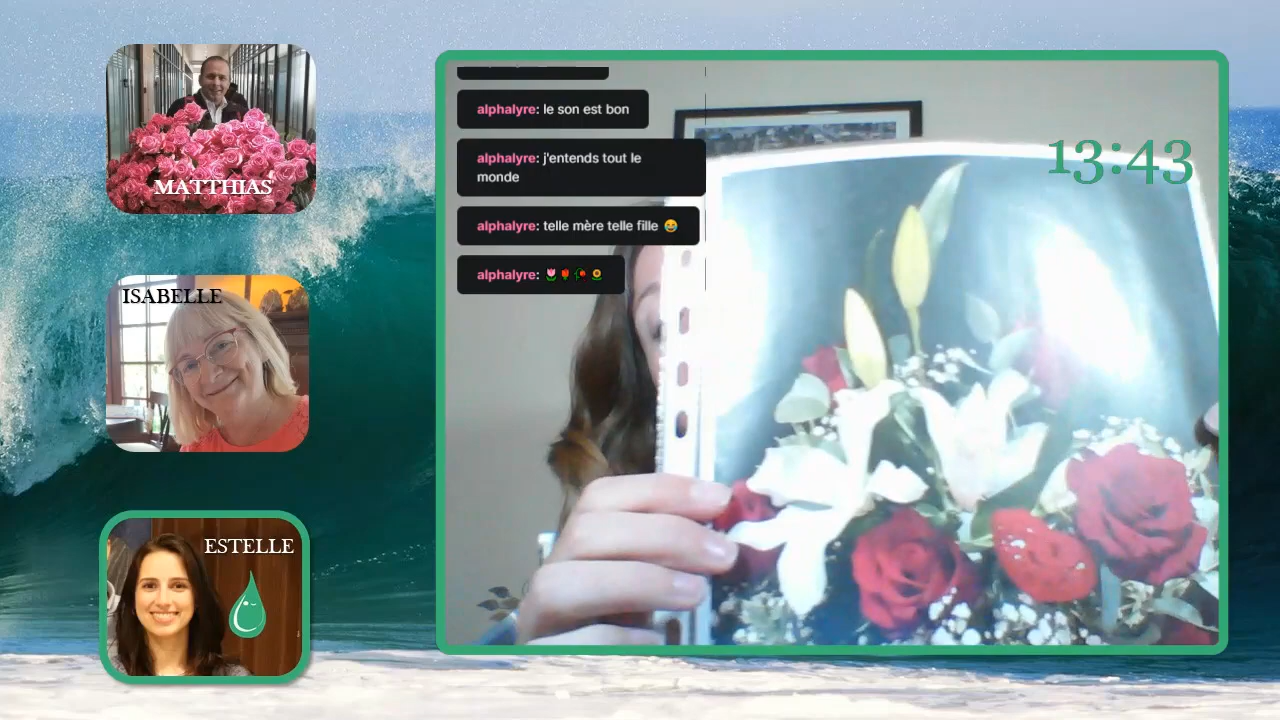 MATTHIAS
ISABELLE
ESTELLE
alphalyre: le son est bon
alphalyre: j'entends tout le
monde
alphalyre: telle mère telle fille 😂
alphalyre: 🌷🌹🥀🌻
13:43